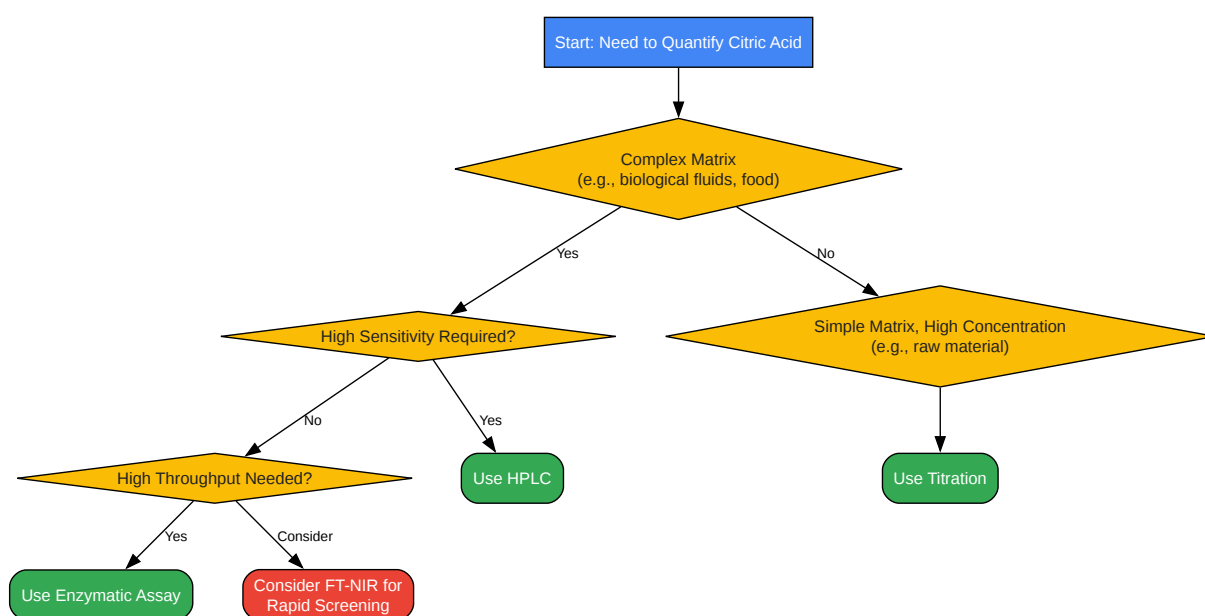 Start: Need to Quantify Citric Acid
Complex Matrix
(e.g., biological fluids, food)
Yes
No
High Sensitivity Required?
Simple Matrix, High Concentration
(e.g., raw material)
No
Yes
High Throughput Needed?
Use HPLC
Use Titration
Yes
Consider
Use Enzymatic Assay
Consider FT-NIR for
Rapid Screening